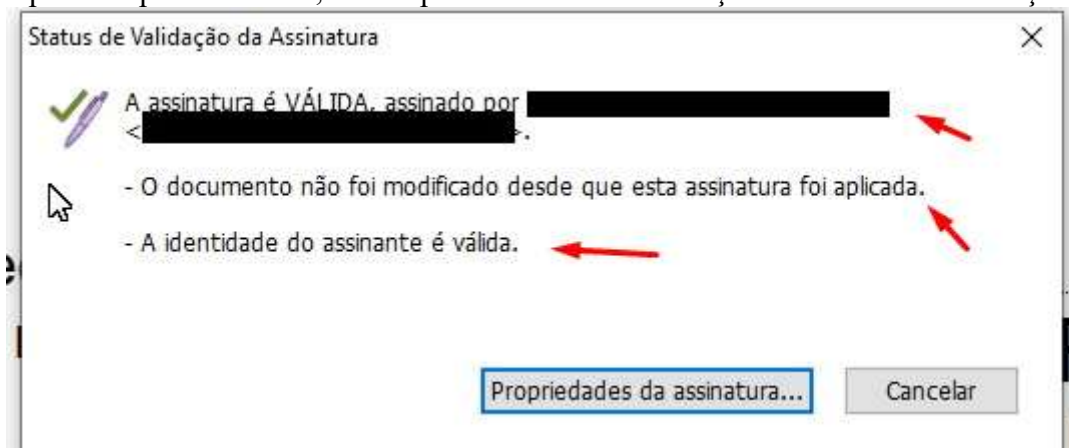 Status de Validação da Assinatura
A assinatura é VÁLIDA, assinado por
<>.
- O documento não foi modificado desde que esta assinatura foi aplicada.
- A identidade do assinante é válida.
Propriedades da assinatura...
Cancelar